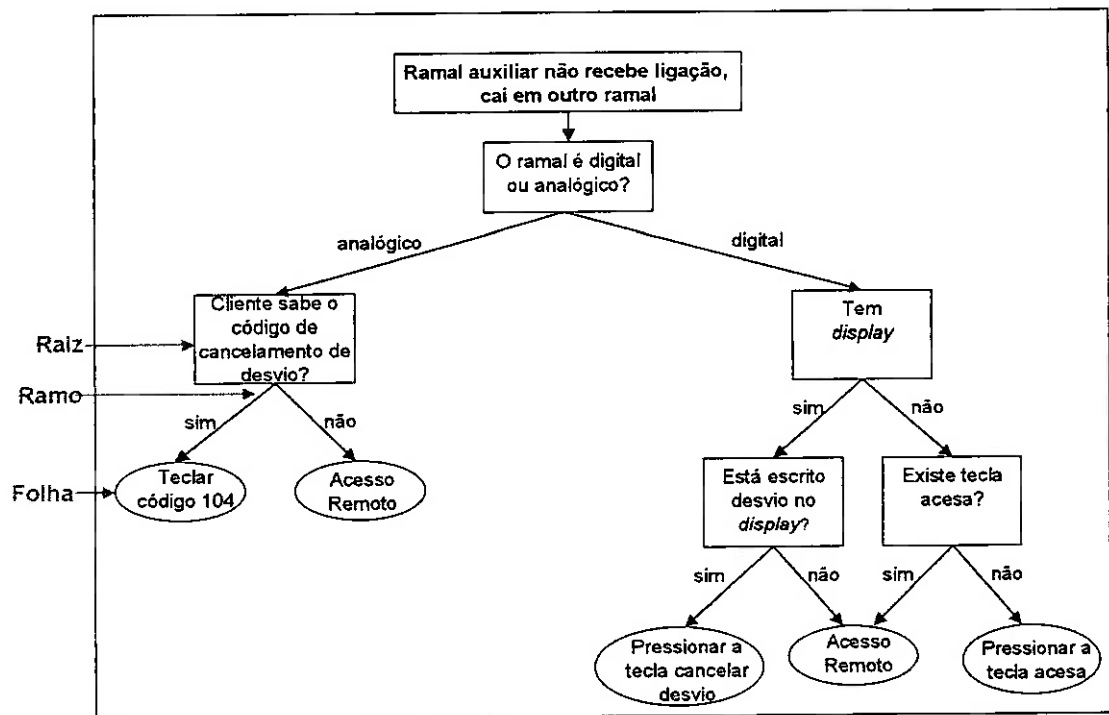 Ramal auxiliar não recebe ligação,
cai em outro ramal
O ramal é digital
ou analógico?
analógico
digital
Raiz
Cliente sabe o
código de
cancelamento de
desvio?
Tem
display
Ramo
sim
não
sim
não
Folha
Teclar
código 104
Acesso
Remoto
Está escrito
desvio no
display?
Existe tecla
acesa?
sim
não
sim
não
Pressionar a
tecla cancelar
desvio
Acesso
Remoto
Pressionar a
tecla acesa